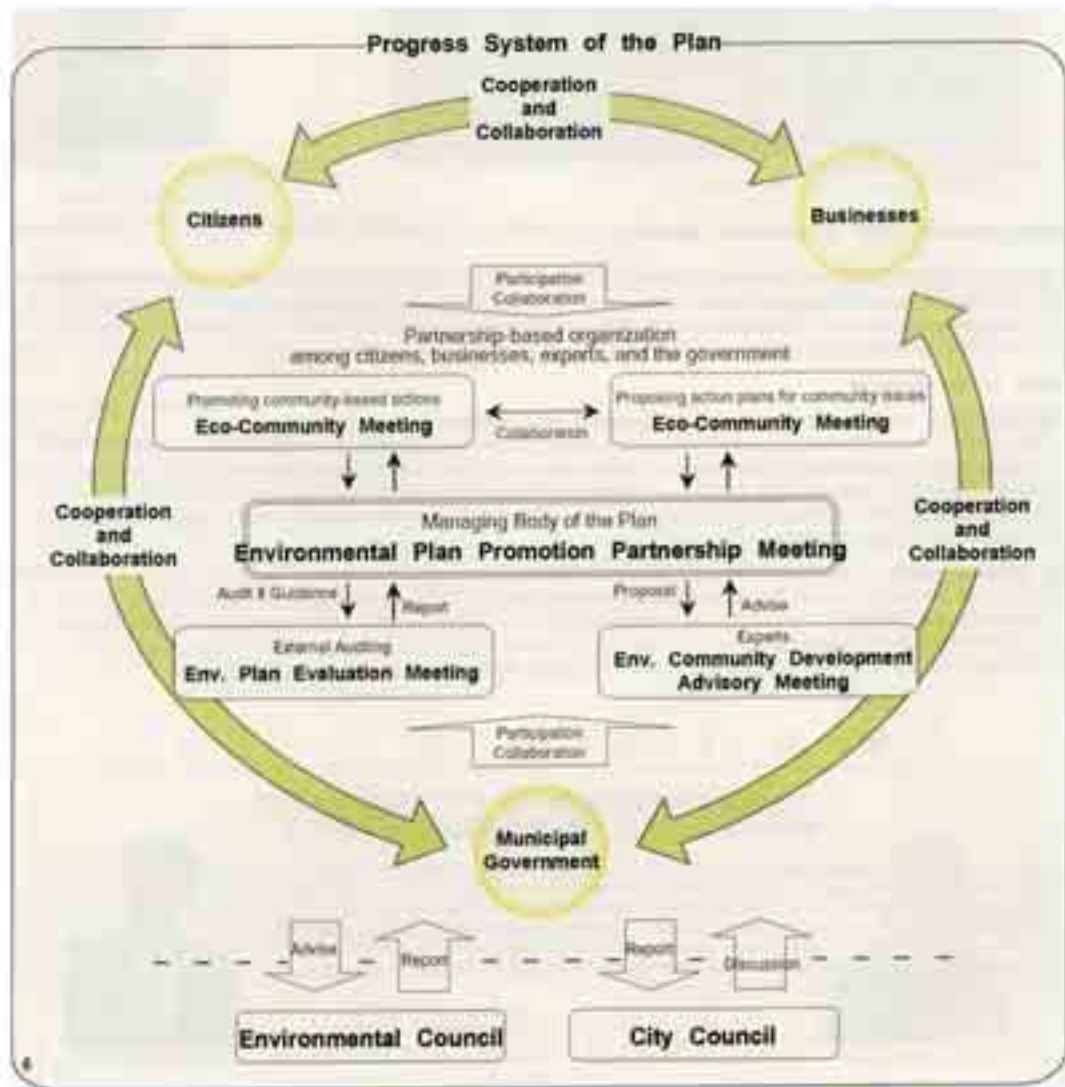 Progress System of the Plan
Cooperation
and
Collaboration
Citizens
Businesses
Participation
Collaboration
Partnership-based organization
among citizens, businesses, experts, and the government
Promoting community-based actions
Eco-Community Meeting
Collaboration
Proposing action plans for community issues
Eco-Community Meeting
Cooperation
and
Collaboration
Managing Body of the Plan
Environmental Plan Promotion Partnership Meeting
Cooperation
and
Collaboration
Audit & Guidance
Report
Proposal
Advise
External Auditing
Env. Plan Evaluation Meeting
Experts
Env. Community Development
Advisory Meeting
Participation
Collaboration
Municipal
Government
Advise
Report
Report
Discussion
Environmental Council
City Council